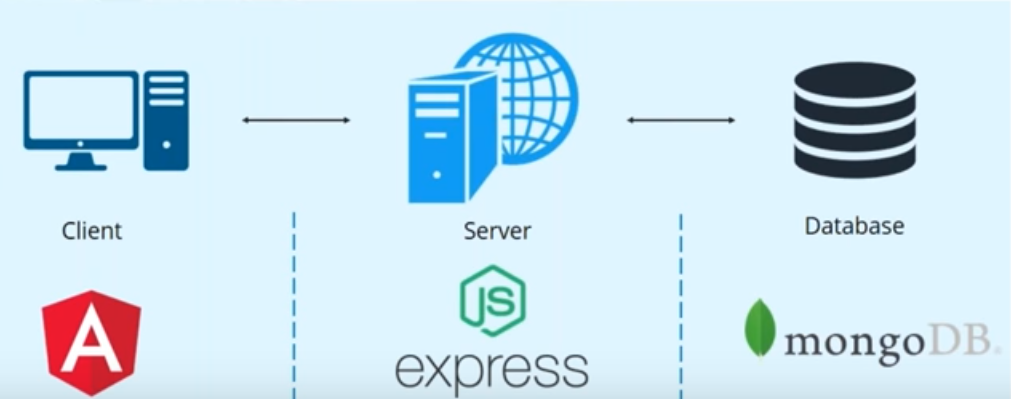 Client
Server
Database
A
JS
express
mongoDB.